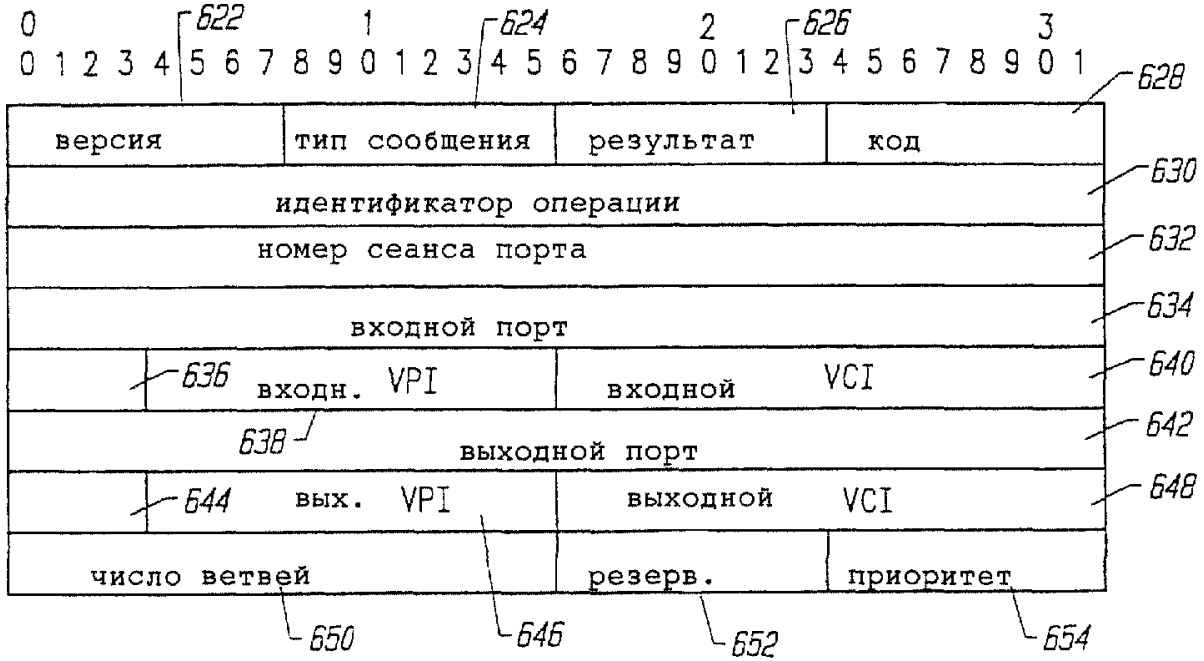 0 622 1 624 2 626 3
0 1 2 3 4 5 6 7 8 9 0 1 2 3 4 5 6 7 8 9 0 1 2 3 4 5 6 7 8 9 0 1
628
версия тип сообщения результат код
630
идентификатор операции
номер сеанса порта 632
входной порт 634
636 входн. VPI входной VCI 640
638 выходной порт 642
644 вых. VPI выходной VCI 648
число ветвей резерв. приоритет
650 646 652 654